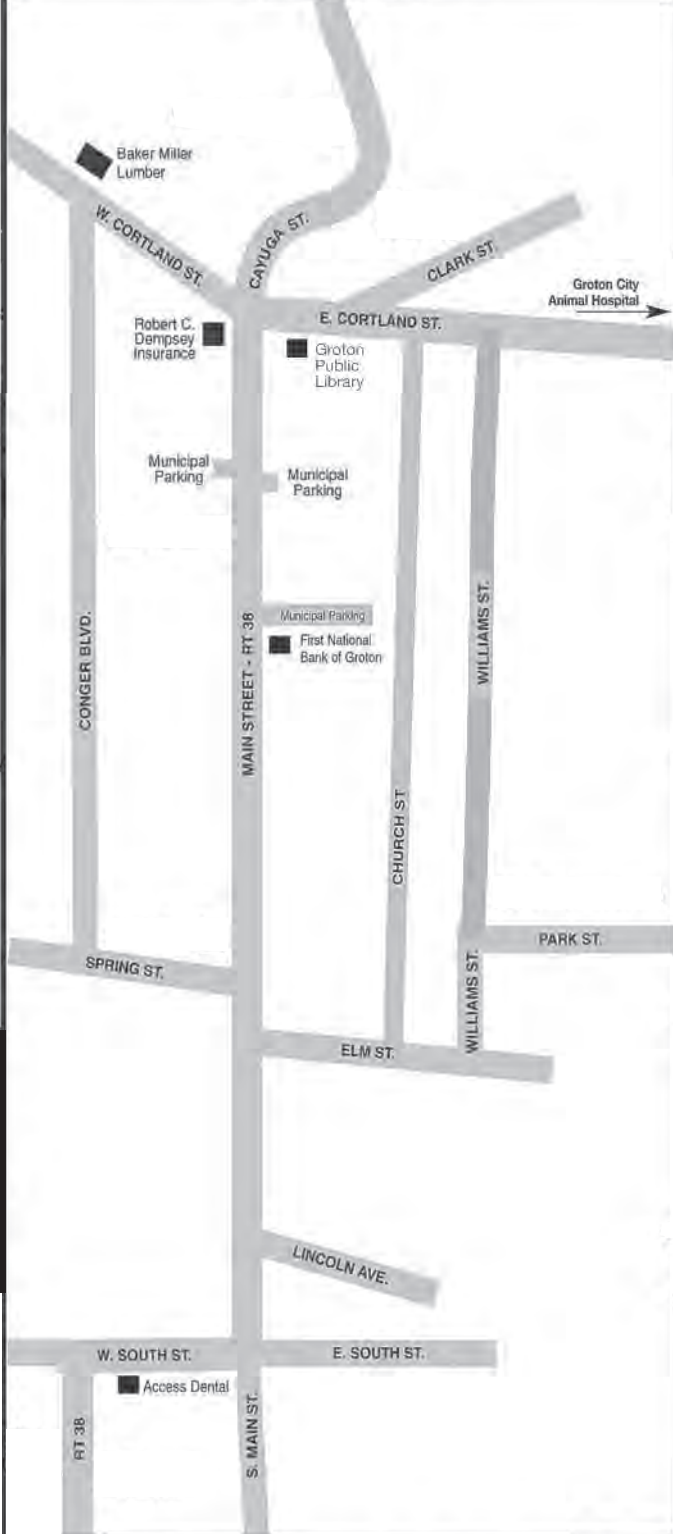 Baker Millar
Lumber
W. CORTLAND ST.
CAYUGA ST.
CLARK ST.
Groton City
Animal Hospital
E. CORTLAND ST.
Robert C.
Dempsey
Insurance
Groton
Public
Library
Municipal
Parking
Municipal
Parking
Municipal Parking
First National
Bank of Groton
CONGER BLVD.
MAIN STREET - RT 38
WILLIAMS ST.
CHURCH ST
PARK ST.
SPRING ST.
WILLIAMS ST.
ELM ST.
LINCOLN AVE.
W. SOUTH ST.
E. SOUTH ST.
Access Dental
RT 38
S. MAIN ST.